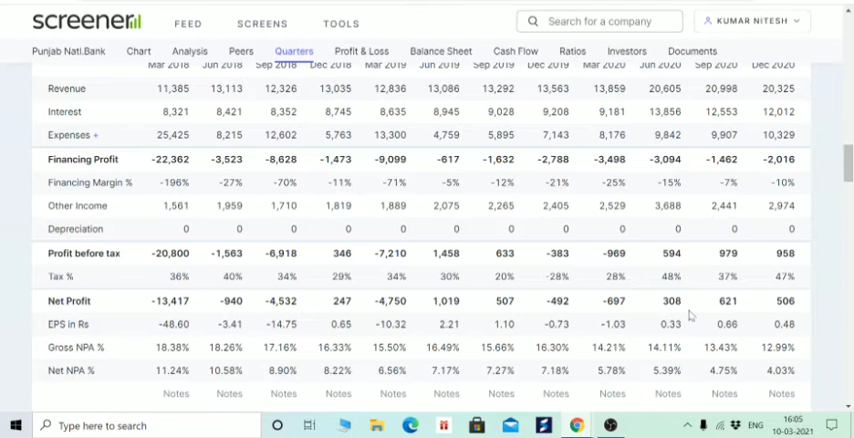 screener
FEED SCREENS TOOLS
Search for a company
KUMAR NITESH
Punjab Natl.Bank Chart Analysis Peers Quarters Profit & Loss Balance Sheet Cash Flow Ratios Investors Documents
Mar 2018 Jun 2018 Sep 2018 Dec 2018 Mar 2019 Jun 2019 Sep 2019 Dec 2019 Mar 2020 Jun 2020 Sep 2020 Dec 2020
Revenue 11,385 13,113 12,326 13,035 12,836 13,086 13,292 13,563 13,859 20,605 20,998 20,325
Interest 8,321 8,421 8,352 8,745 8,635 8,945 9,028 9,208 9,181 13,856 12,553 12,012
Expenses + 25,425 8,215 12,602 5,763 13,300 4,759 5,895 7,143 8,176 9,842 9,907 10,329
Financing Profit -22,362 -3,523 -8,628 -1,473 -9,099 -617 -1,632 -2,788 -3,498 -3,094 -1,462 -2,016
Financing Margin % -196% -27% -70% -11% -71% -5% -12% -21% -25% -15% -7% -10%
Other Income 1,561 1,959 1,710 1,819 1,889 2,075 2,265 2,405 2,529 3,688 2,441 2,974
Depreciation 0 0 0 0 0 0 0 0 0 0 0 0
Profit before tax -20,800 -1,563 -6,918 346 -7,210 1,458 633 -383 -969 594 979 958
Tax % 36% 40% 34% 29% 34% 30% 20% -28% 28% 48% 37% 47%
Net Profit -13,417 -940 -4,532 247 -4,750 1,019 507 -492 -697 308 621 506
EPS in Rs -48.60 -3.41 -14.75 0.65 -10.32 2.21 1.10 -0.73 -1.03 0.33 0.66 0.48
Gross NPA % 18.38% 18.26% 17.16% 16.33% 15.50% 16.49% 15.66% 16.30% 14.21% 14.11% 13.43% 12.99%
Net NPA % 11.24% 10.58% 8.90% 8.22% 6.56% 7.17% 7.27% 7.18% 5.78% 5.39% 4.75% 4.03%
Notes Notes Notes Notes Notes Notes Notes Notes Notes Notes Notes Notes
Type here to search
ENG
16:05
10-03-2021